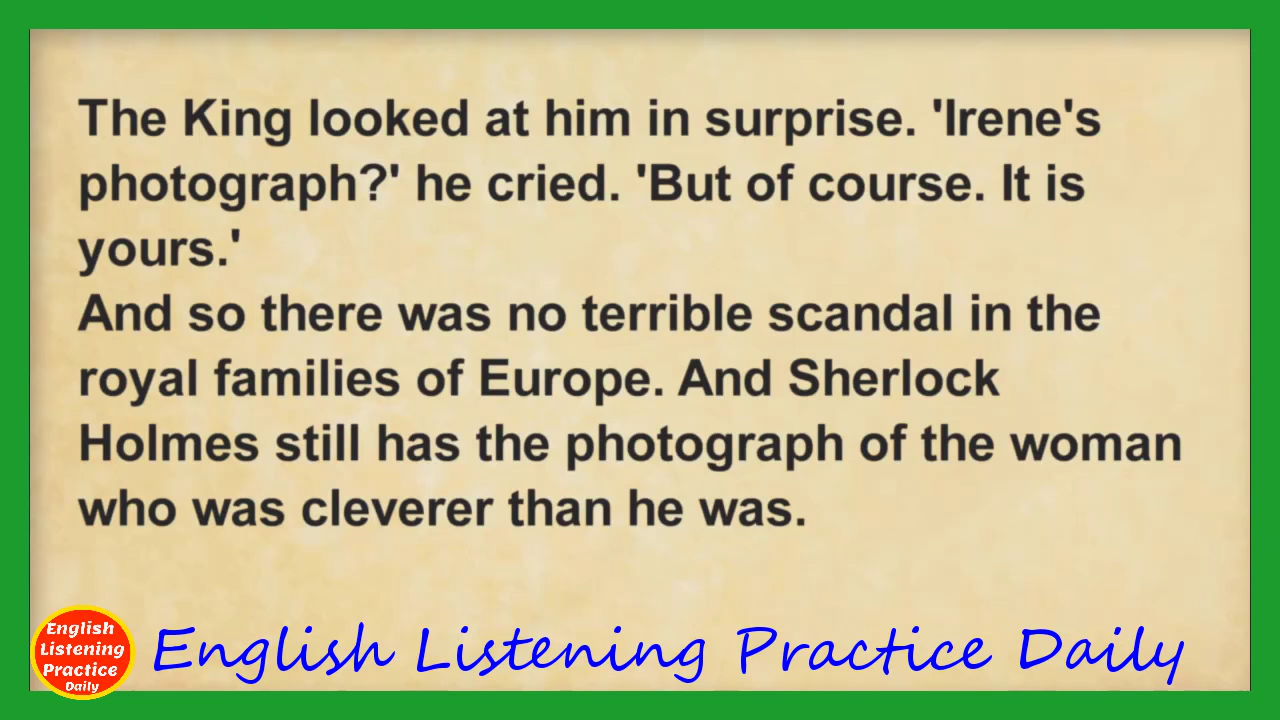 The King looked at him in surprise. 'Irene's
photograph?' he cried. 'But of course. It is
yours.'
And so there was no terrible scandal in the
royal families of Europe. And Sherlock
Holmes still has the photograph of the woman
who was cleverer than he was.
English
Listening
Practice
Daily
English Listening Practice Daily